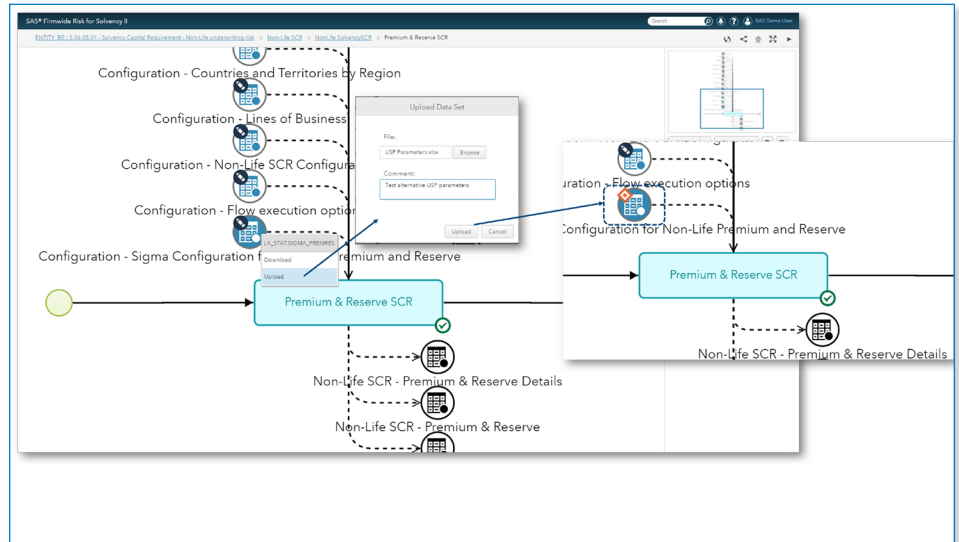 SAS® Firmwide Risk for Solvency II
Search
SAS Demo User
ENTITY_BE : S.26.05.01 - Solvency Capital Requirement - Non-Life underwriting risk > Non-Life SCR > NonLife SolvencySCR > Premium & Reserve SCR
Configuration - Countries and Territories by Region
Configuration - Lines of Business
Configuration - Non-Life SCR Configura
Configuration - Flow execution option
Configuration - Sigma Configuration f
remium and Reserve
LA_STAT.SIGMA_PREMRES
Download
Upload
Upload Data Set
File:
USP Parameters.xlsx
Browse
Comment:
Test alternative USP parameters
Upload
Cancel
Premium & Reserve SCR
Non-Life SCR - Premium & Reserve Details
Non-Life SCR - Premium & Reserve
uration - Flow execution options
Configuration for Non-Life Premium and Reserve
Premium & Reserve SCR
Non-Life SCR - Premium & Reserve Details